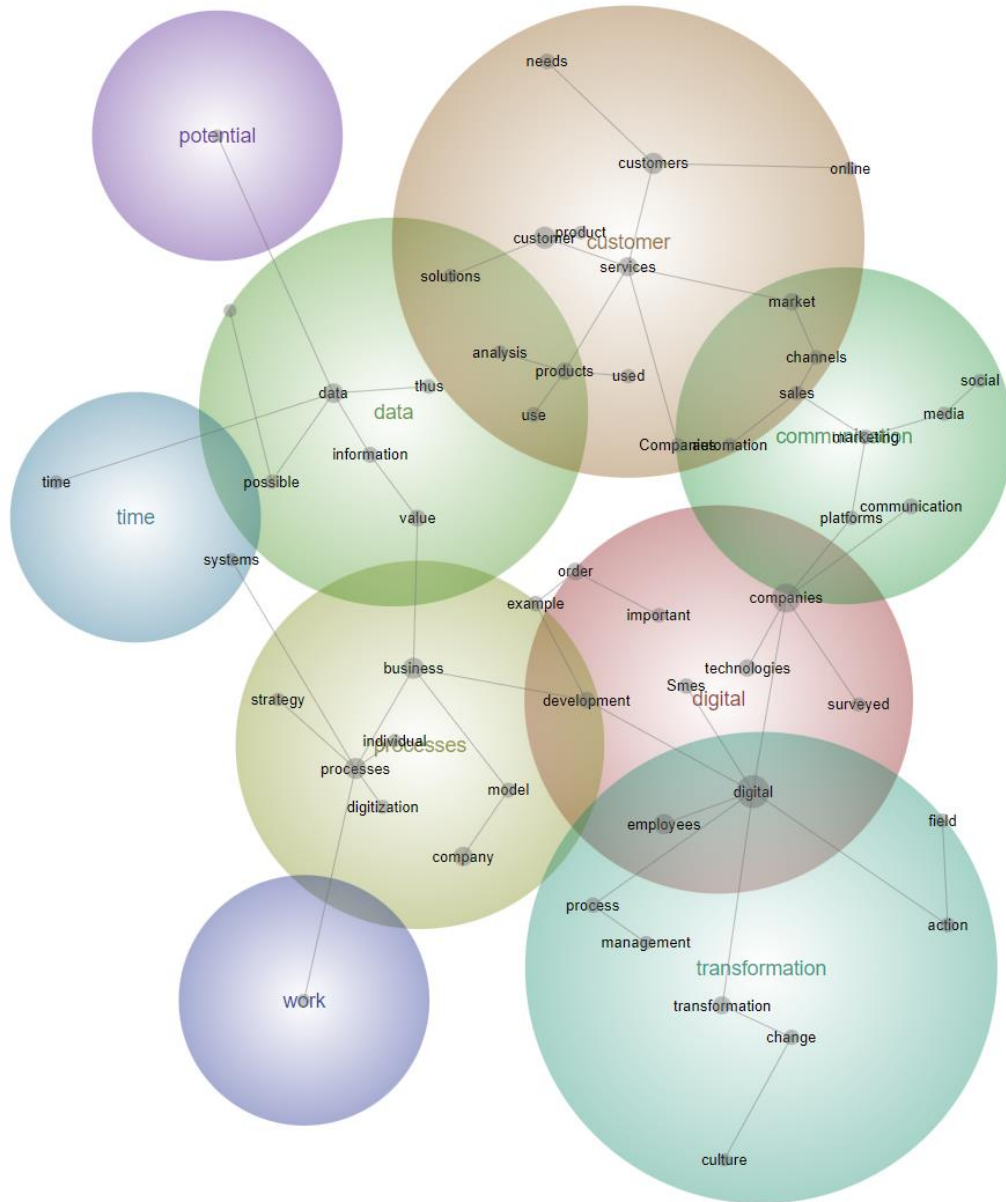 needs
potential
customers
online
product
customer
customer
services
solutions
market
analysis
channels
products
used
social
data
thus
sales
data
use
media
marketing
communication
Companies
automation
information
time
possible
communication
time
value
platforms
systems
order
example
companies
important
business
technologies
Smes
strategy
development
digital
surveyed
individual
processes
processes
model
digital
digitization
field
employees
company
process
action
management
transformation
work
transformation
change
culture